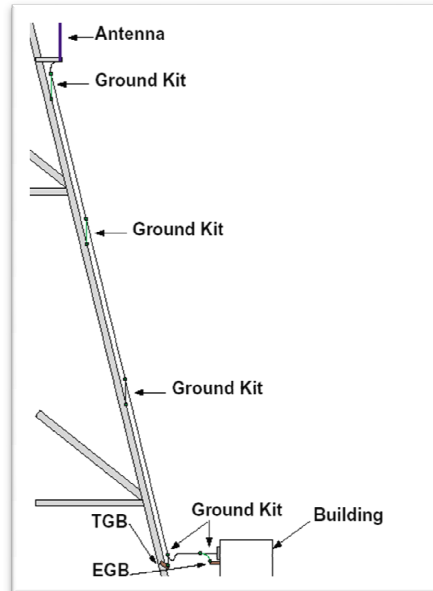 Antenna
Ground Kit
Ground Kit
Ground Kit
Ground Kit
Building
TGB
EGB